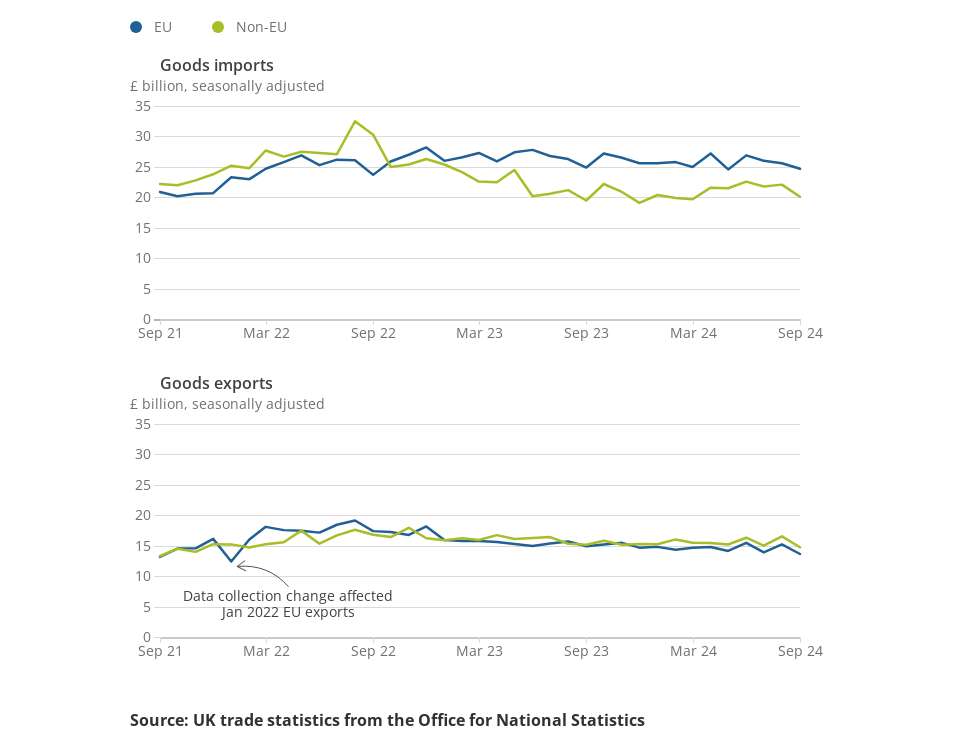 EU Non-EU
Goods imports
£ billion, seasonally adjusted
35
30
25
20
15
10
5
0
Sep 21 Mar 22 Sep 22 Mar 23 Sep 23 Mar 24 Sep 24
Goods exports
£ billion, seasonally adjusted
35
30
25
20
15
10
Data collection change affected
5
Jan 2022 EU exports
0
Sep 21 Mar 22 Sep 22 Mar 23 Sep 23 Mar 24 Sep 24
Source: UK trade statistics from the Office for National Statistics